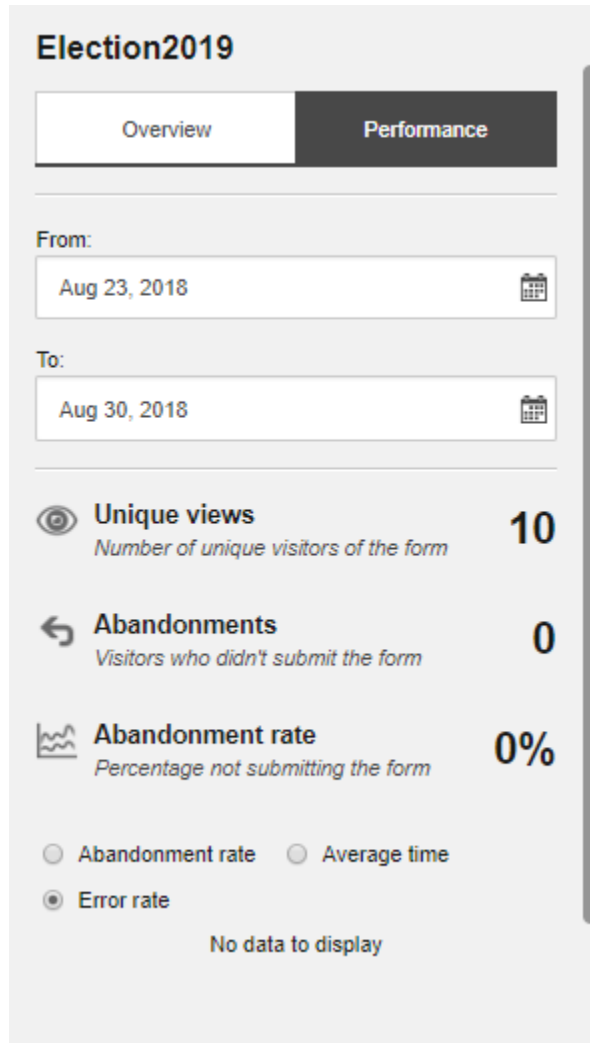 Election2019
Overview Performance
From:
Aug 23, 2018
To:
Aug 30, 2018
Unique views 10
Number of unique visitors of the form
Abandonments 0
Visitors who didn't submit the form
Abandonment rate 0%
Percentage not submitting the form
Abandonment rate Average time
Error rate
No data to display